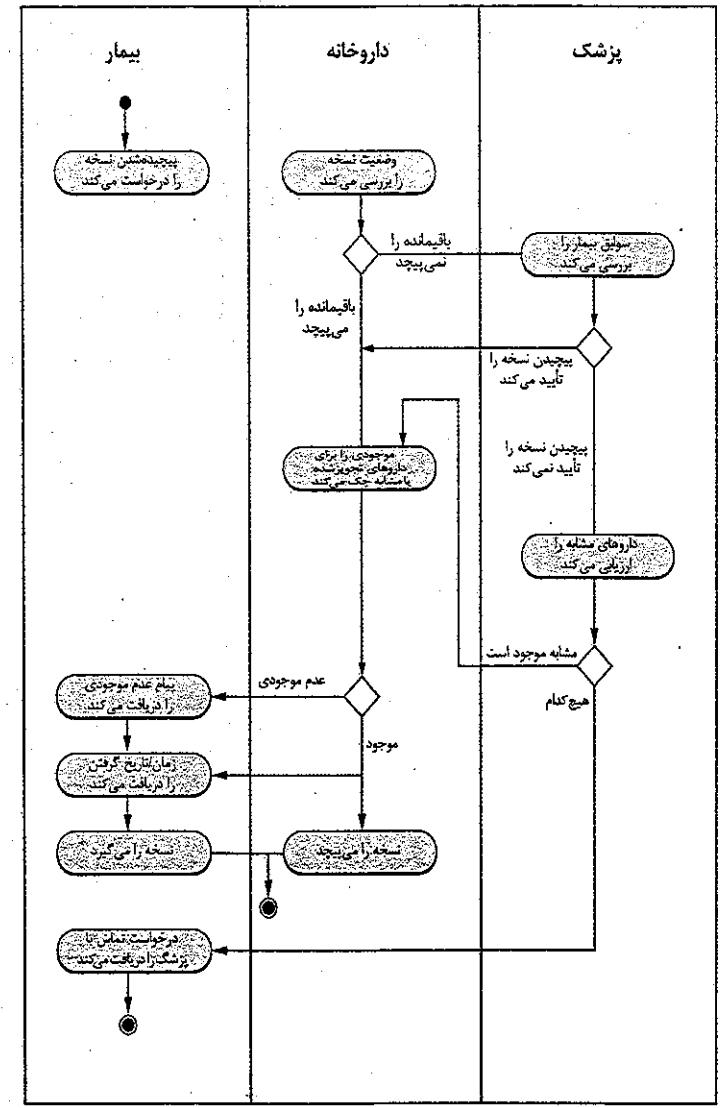 پزشک
داروخانه
بیمار
پیچیده‌شدن نسخه
را درخواست می‌کند
وضعیت نسخه
را بررسی می‌کند
باقیمانده را
نمی‌پیچد
سوابق بیمار را
بررسی می‌کند
باقیمانده را
می‌پیچد
پیچیدن نسخه را
تأیید می‌کند
پیچیدن نسخه را
تأیید نمی‌کند
موجودی را برای
داروهای تجویزشده
یا مشابه چک می‌کند
داروهای مشابه را
ارزیابی می‌کند
مشابه موجود است
هیچ‌کدام
عدم موجودی
پیام عدم موجودی
را دریافت می‌کند
موجود
زمان/تاریخ گرفتن
را دریافت می‌کند
نسخه را می‌پیچد
نسخه را می‌گیرد
درخواست تماس با
پزشگ را دریافت می‌کند